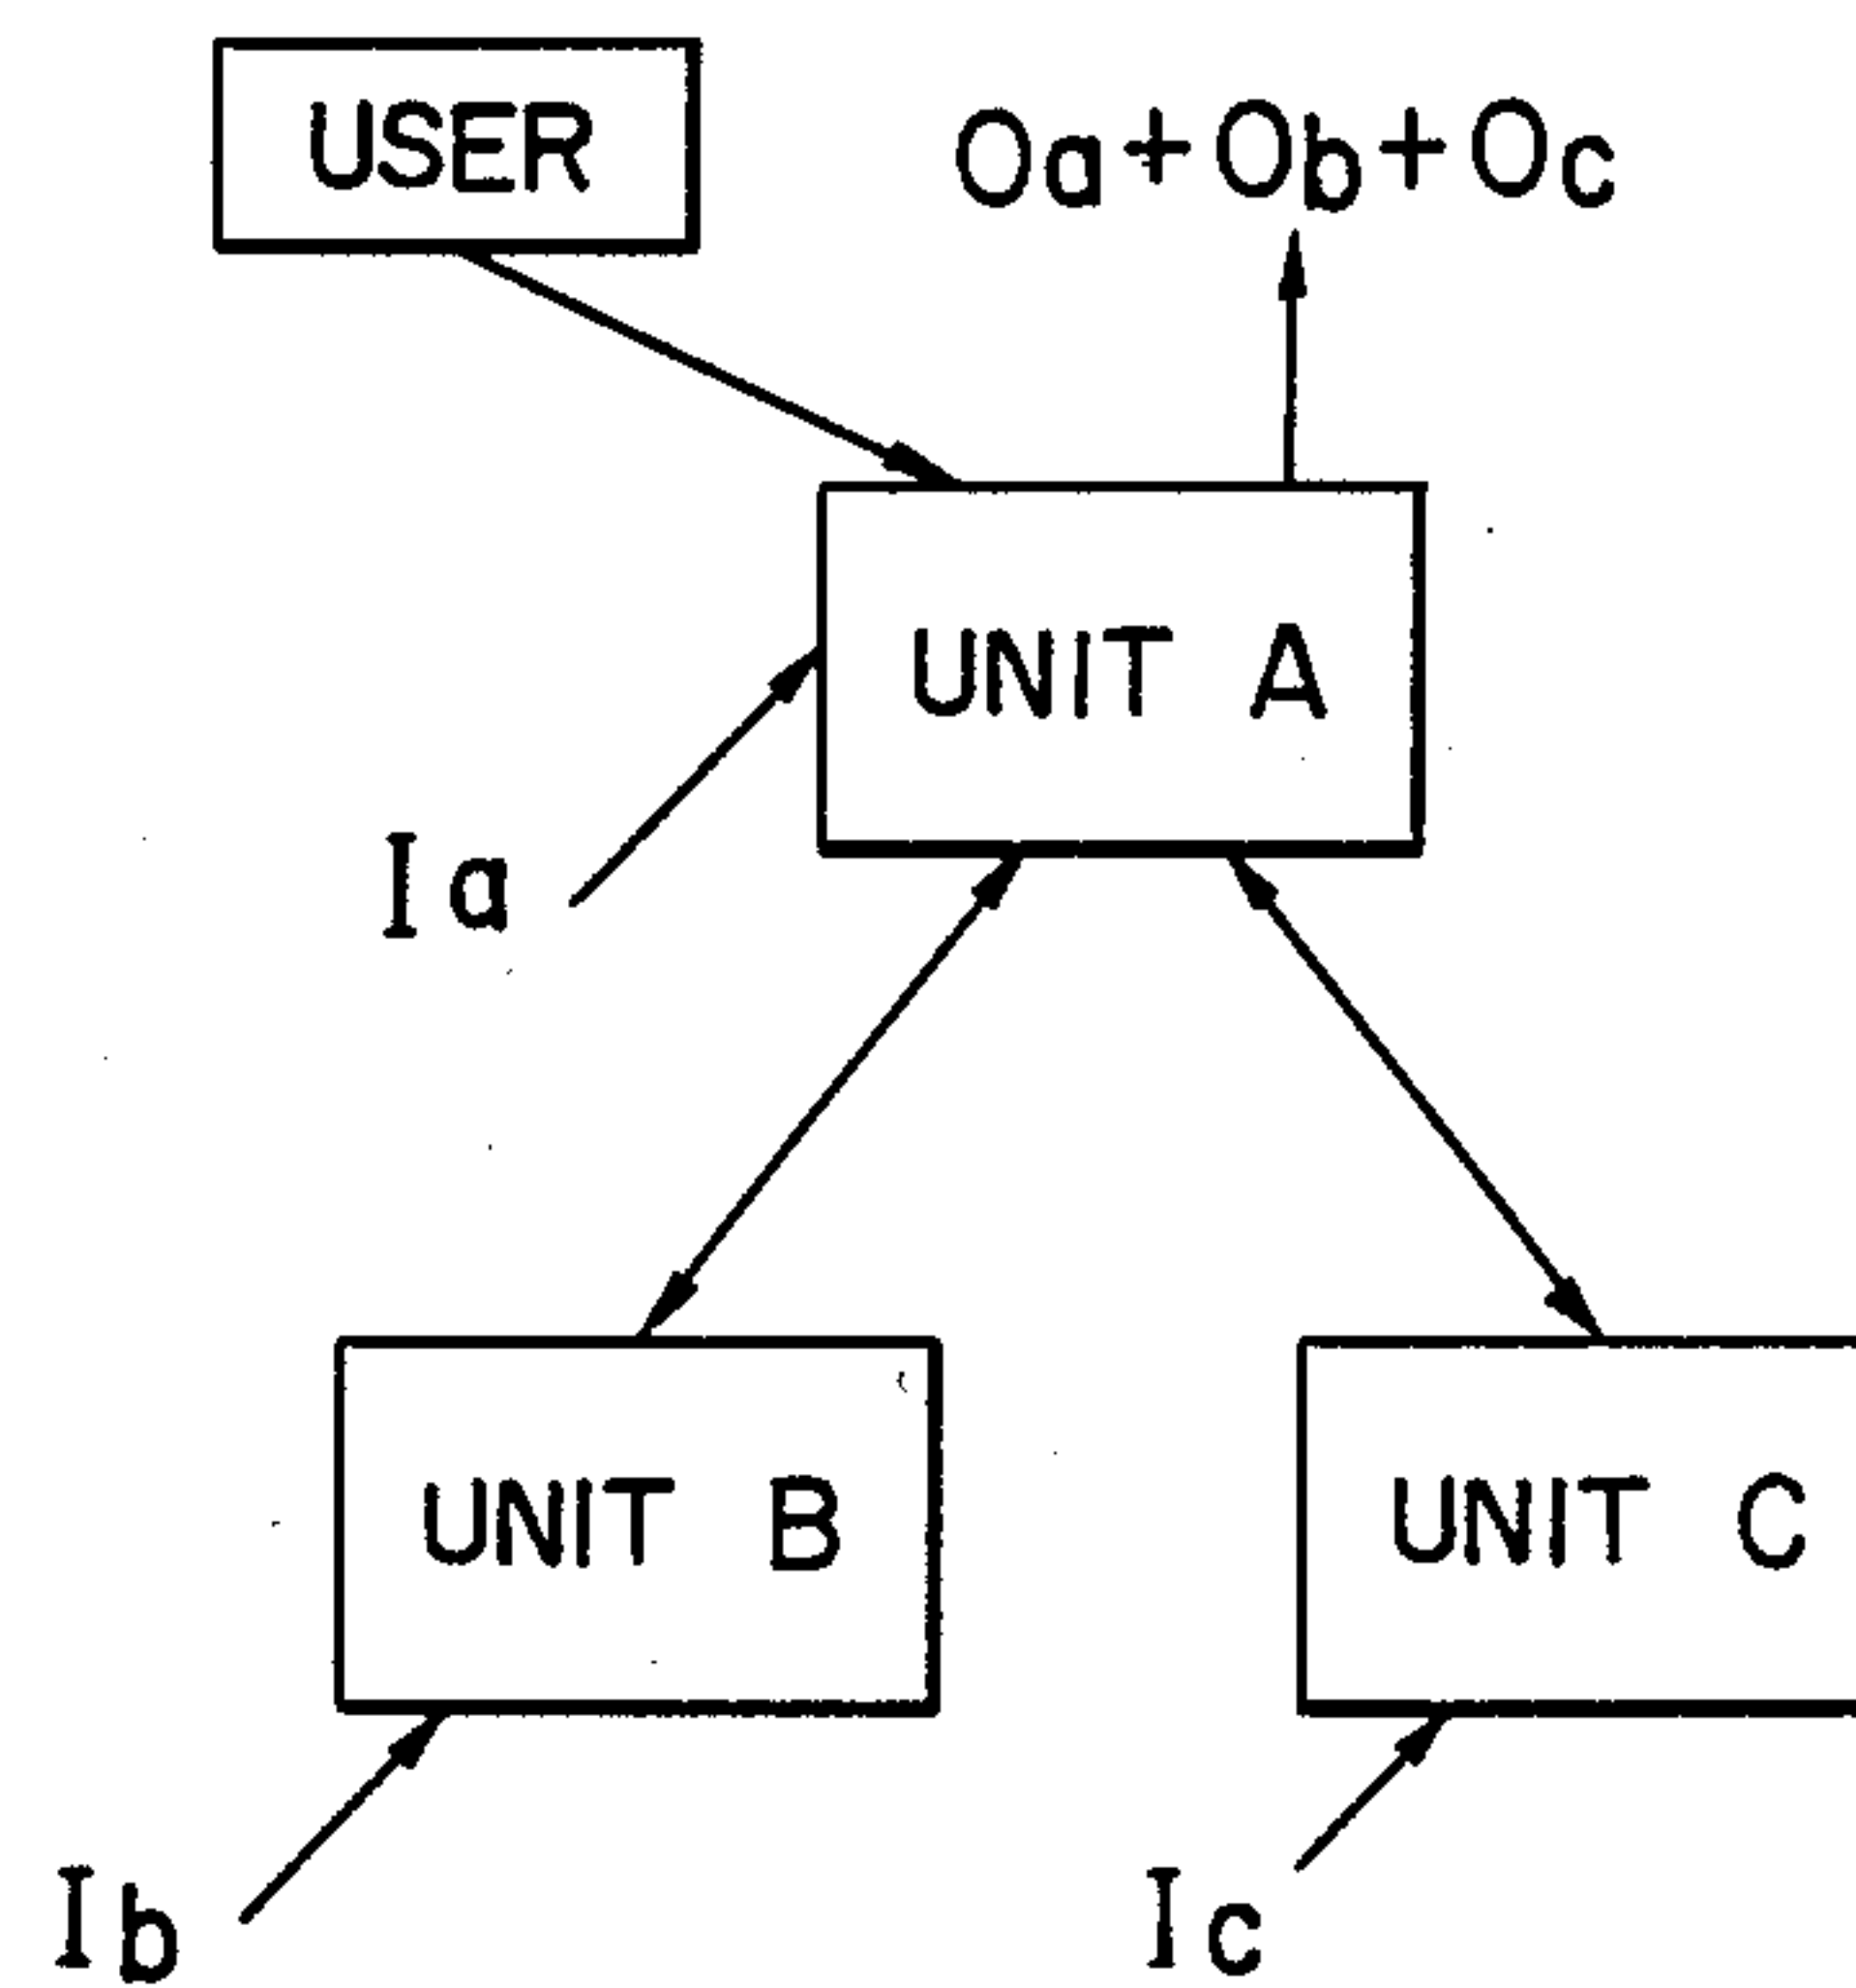 USER
Oa+Ob+Oc
UNIT A
Ia
UNIT B
UNIT C
Ib
Ic